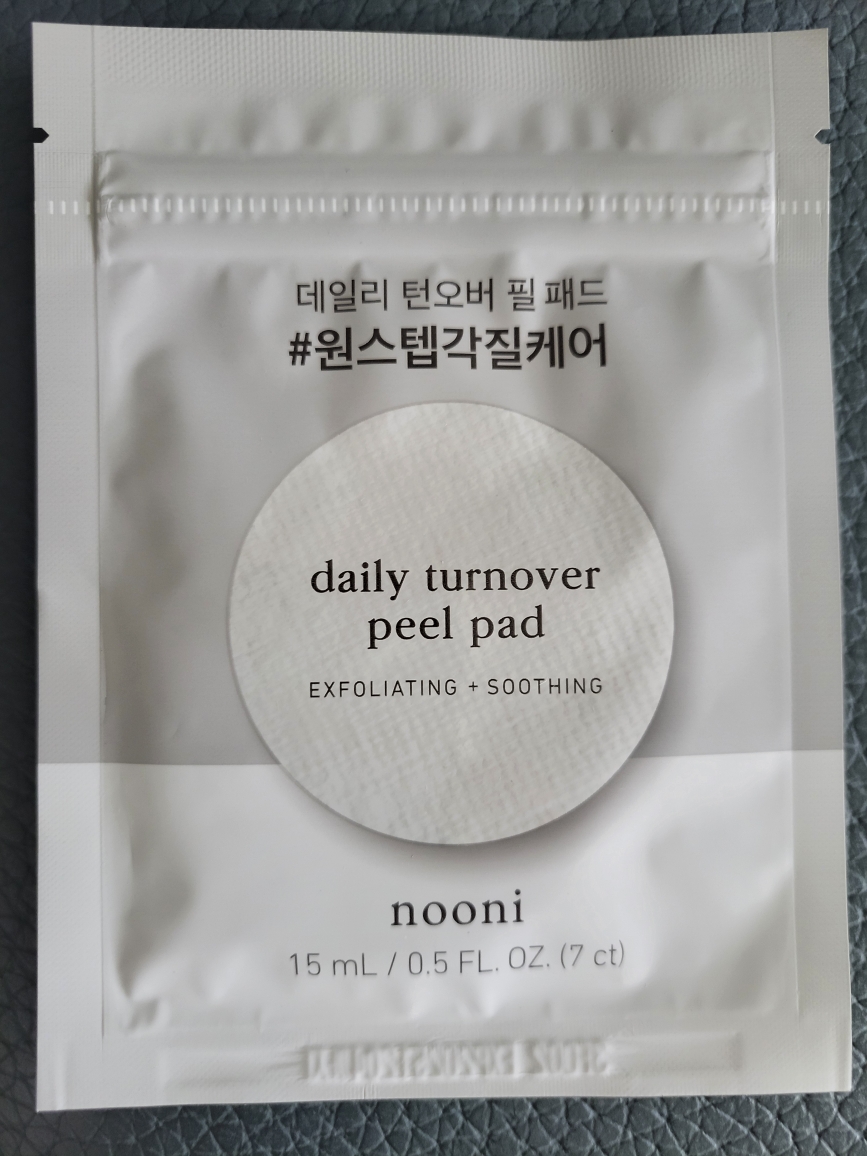 데일리 턴오버 필 패드
#원스텝각질케어
daily turnover
peel pad
EXFOLIATING + SOOTHING
nooni
15 mL / 0.5 FL. OZ. (7 ct)